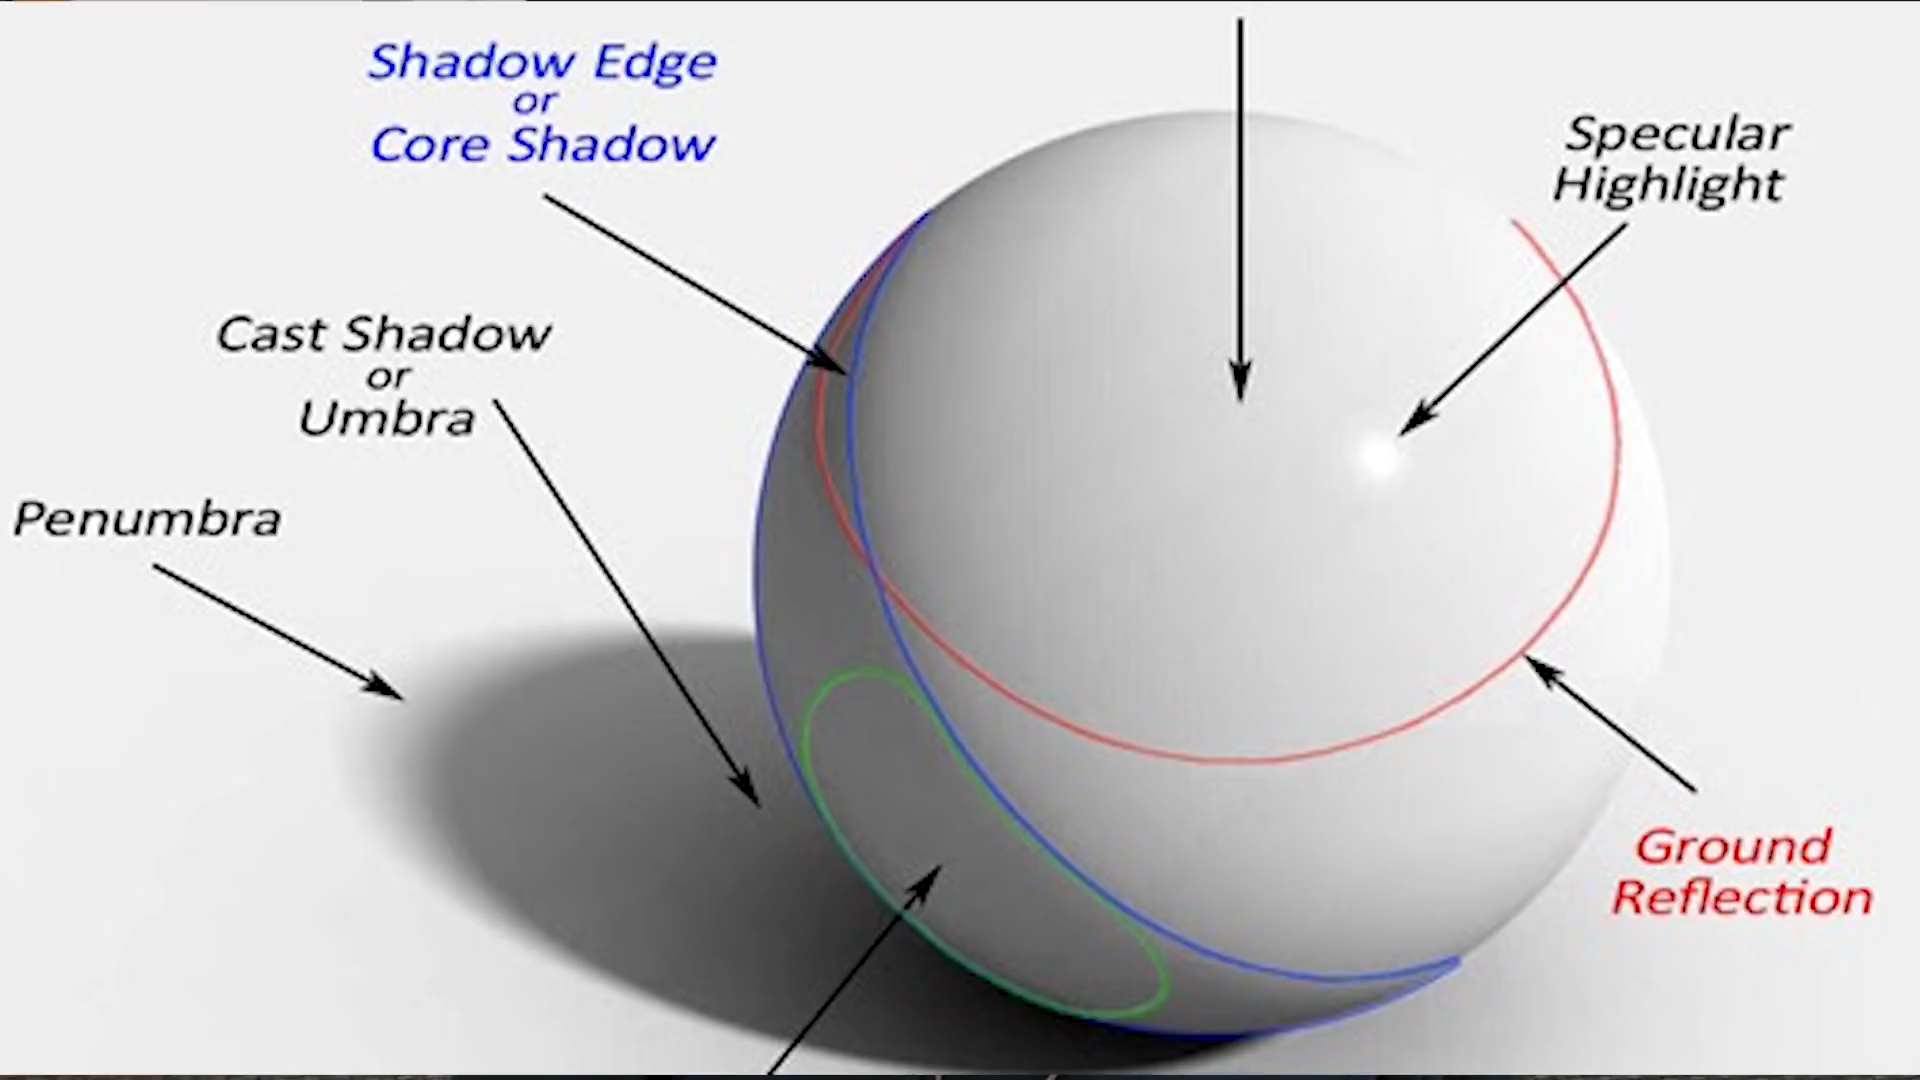 Shadow Edge
or
Core Shadow
Specular
Highlight
Cast Shadow
or
Umbra
Penumbra
Ground
Reflection